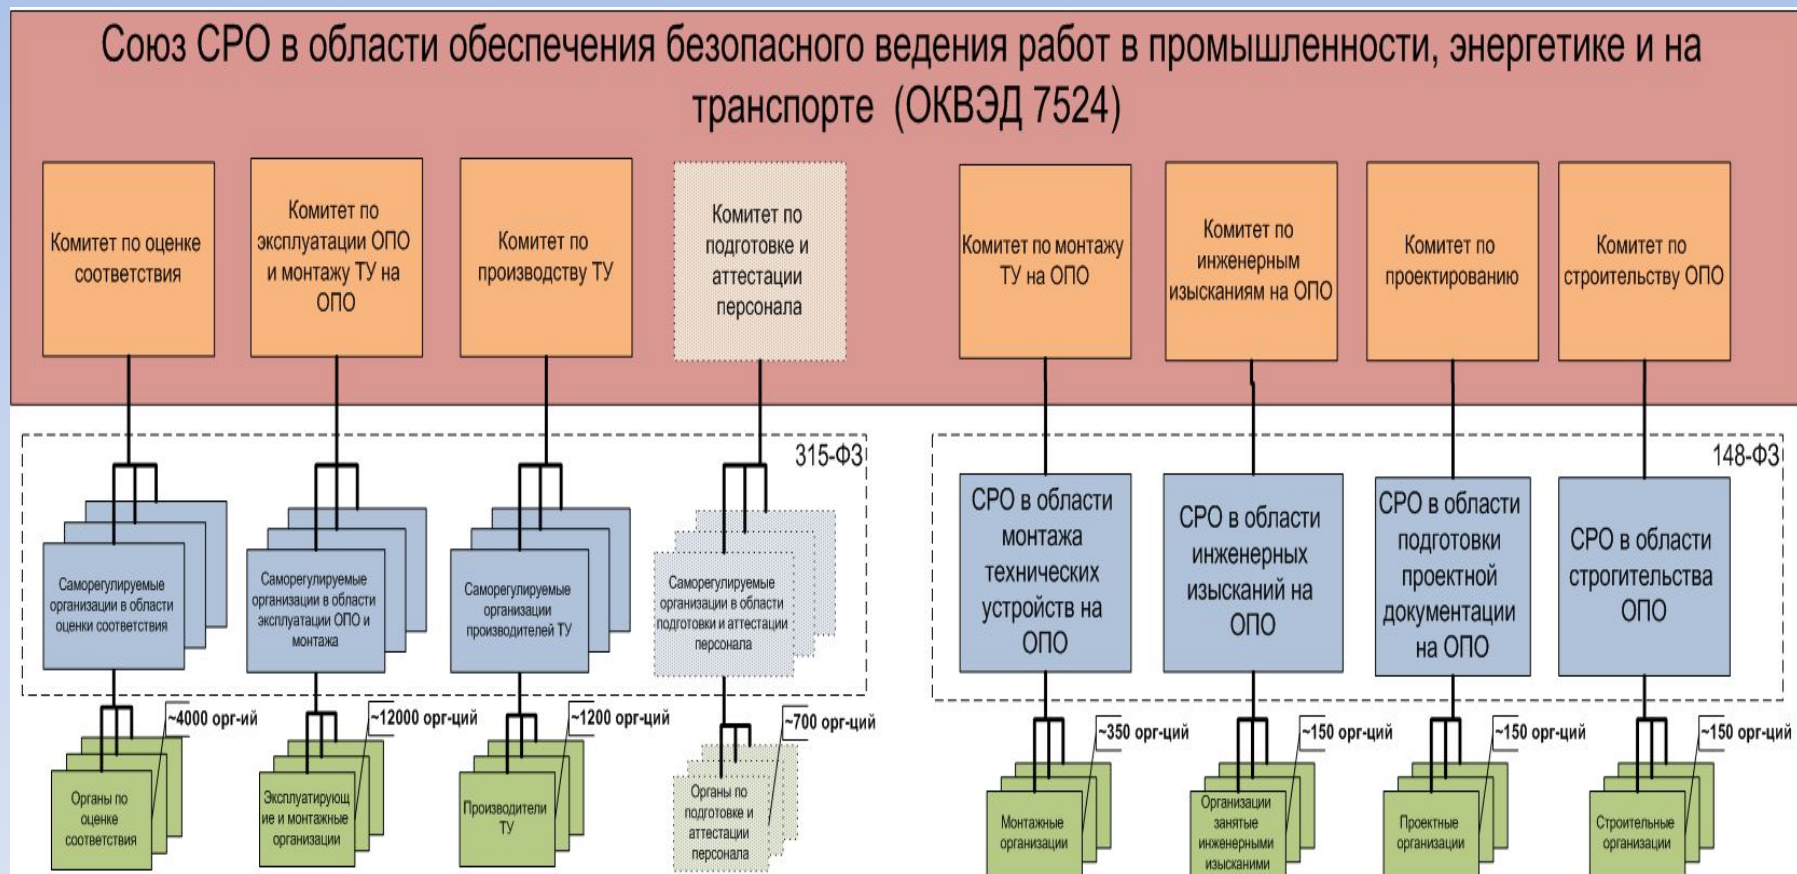 Союз СРО в области обеспечения безопасного ведения работ в промышленности, энергетике и на
транспорте (ОКВЭД 7524)
Комитет по оценке
соответствия
Комитет по
эксплуатации ОПО
и монтажу ТУ на
ОПО
Комитет по
производству ТУ
Комитет по
подготовке и
аттестации
персонала
Комитет по монтажу
ТУ на ОПО
Комитет по
инженерным
изысканиям на ОПО
Комитет по
проектированию
Комитет по
строительству ОПО
315-ФЗ
148-ФЗ
Саморегулируемые
организации в области
оценки соответствия
Саморегулируемые
организации в области
эксплуатации ОПО и
монтажа
Саморегулируемые
организации
производителей ТУ
Саморегулируемые
организации в области
подготовки и аттестации
персонала
СРО в области
монтажа
технических
устройств на
ОПО
СРО в области
инженерных
изысканий на
ОПО
СРО в области
подготовки
проектной
документации
на ОПО
СРО в области
строгительства
ОПО
~4000 орг-ий
~12000 орг-ций
~1200 орг-ций
~700 орг-ций
~350 орг-ций
~150 орг-ций
~150 орг-ций
~150 орг-ций
Органы по
оценке
соответствия
Эксплуатирующ
ие и монтажные
организации
Производители
ТУ
Органы по
подготовке и
аттестации
персонала
Монтажные
организации
Организации
занятые
инженерными
изысканими
Проектные
организации
Строительные
организации